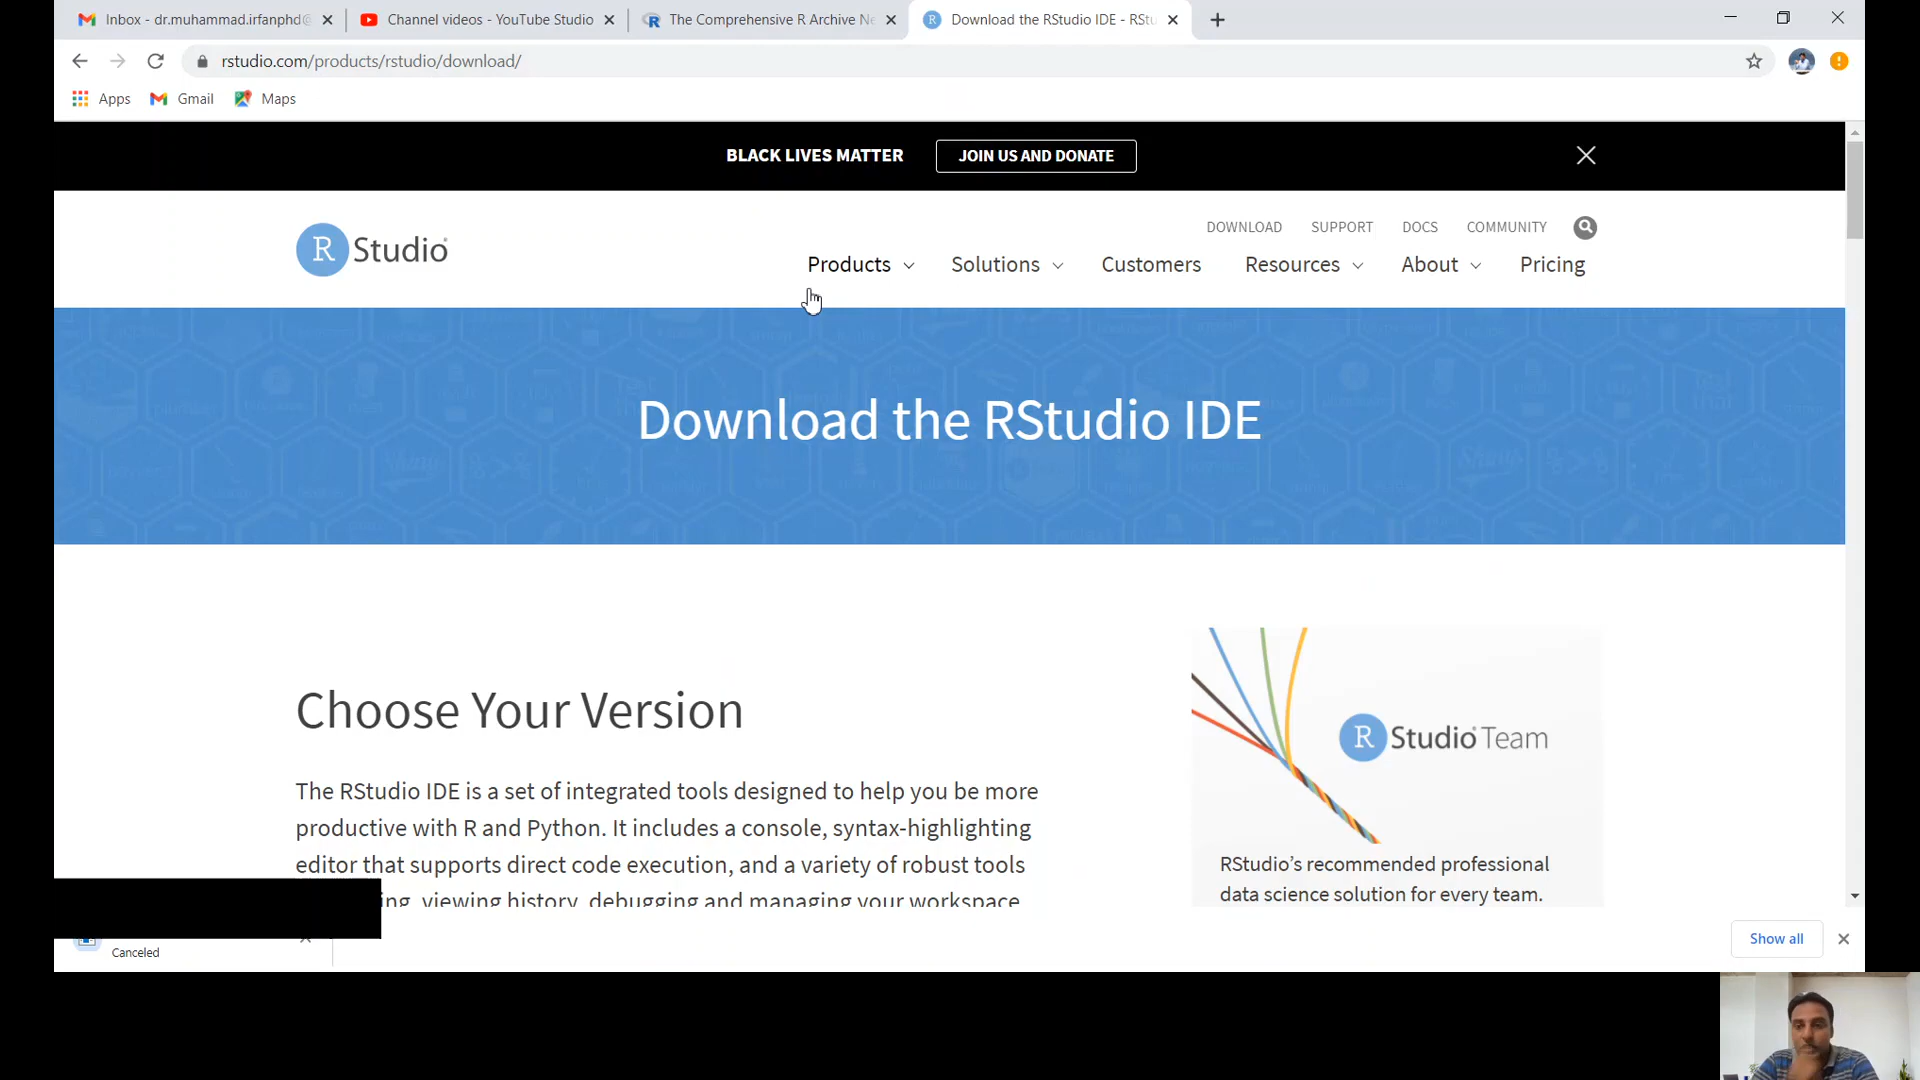 Inbox - dr.muhammad.irfanphd@
Channel videos - YouTube Studio
The Comprehensive R Archive Ne
Download the RStudio IDE - RStu
rstudio.com/products/rstudio/download/
Apps
Gmail
Maps
BLACK LIVES MATTER
JOIN US AND DONATE
R Studio
DOWNLOAD
SUPPORT
DOCS
COMMUNITY
Products
Solutions
Customers
Resources
About
Pricing
Download the RStudio IDE
Choose Your Version
The RStudio IDE is a set of integrated tools designed to help you be more
productive with R and Python. It includes a console, syntax-highlighting
editor that supports direct code execution, and a variety of robust tools
ing, viewing history, debugging and managing your workspace
R Studio Team
RStudio's recommended professional
data science solution for every team.
Canceled
Show all